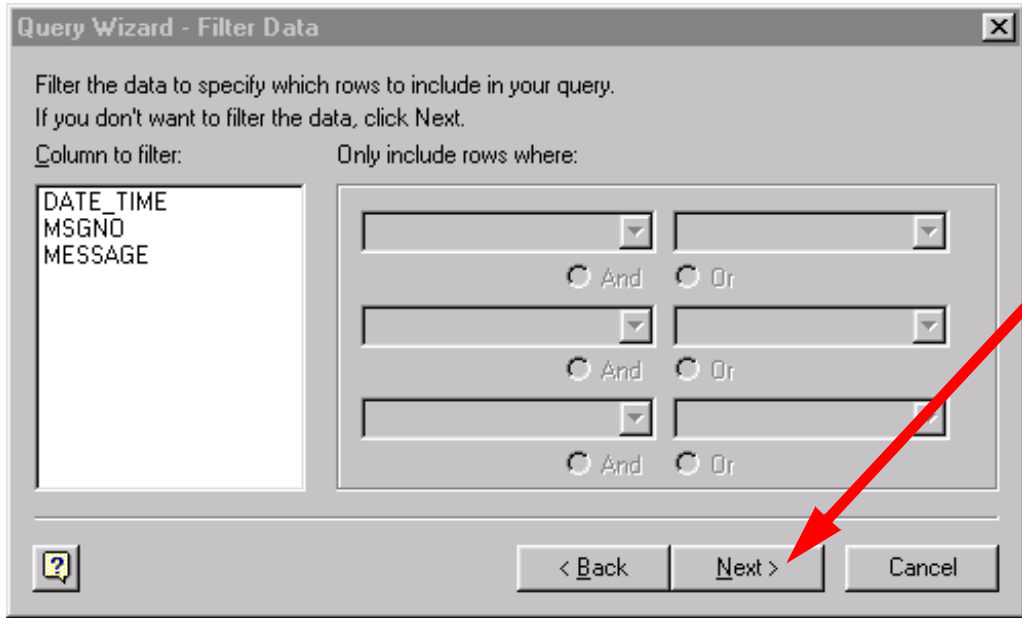 Query Wizard - Filter Data
Filter the data to specify which rows to include in your query.
If you don't want to filter the data, click Next.
Column to filter:
Only include rows where:
DATE_TIME
MSGNO
MESSAGE
And Or
And Or
And Or
< Back Next > Cancel